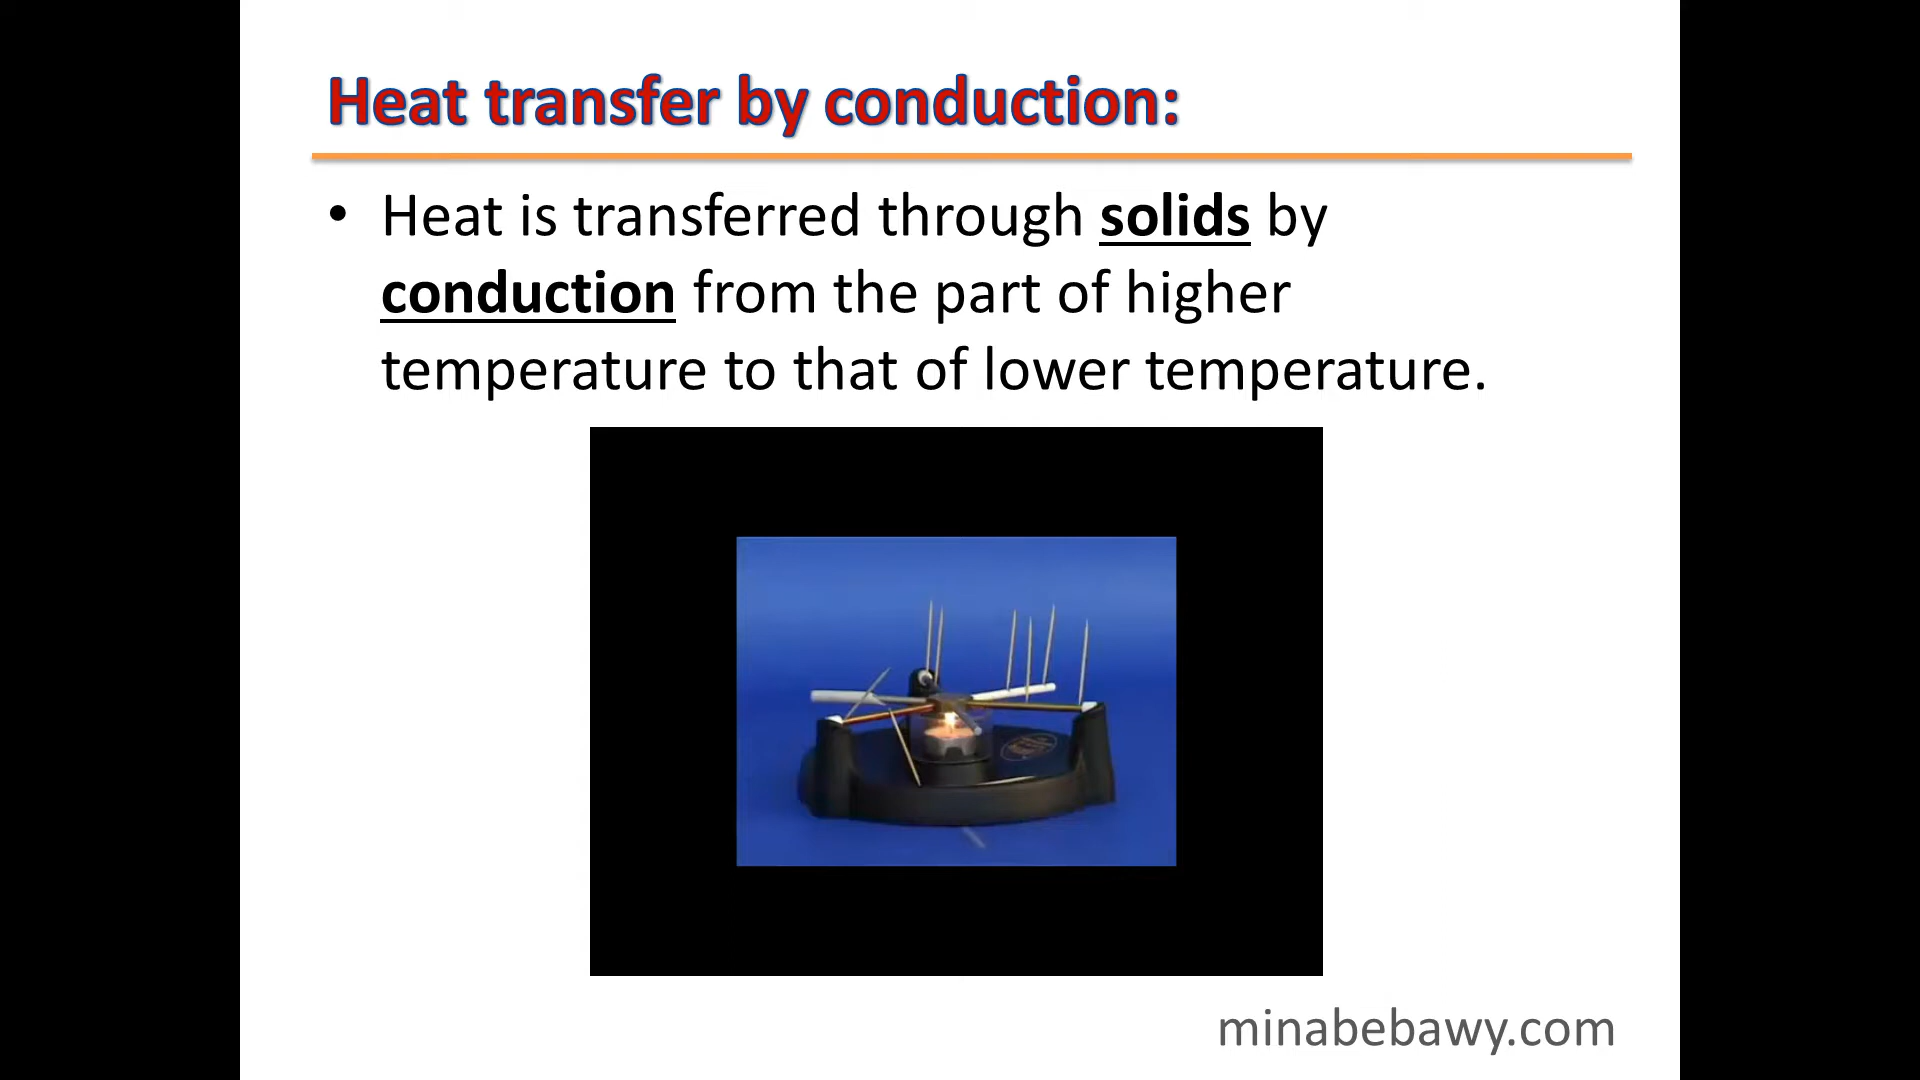 Heat transfer by conduction:
• Heat is transferred through solids by
conduction from the part of higher
temperature to that of lower temperature.
minabebawy.com